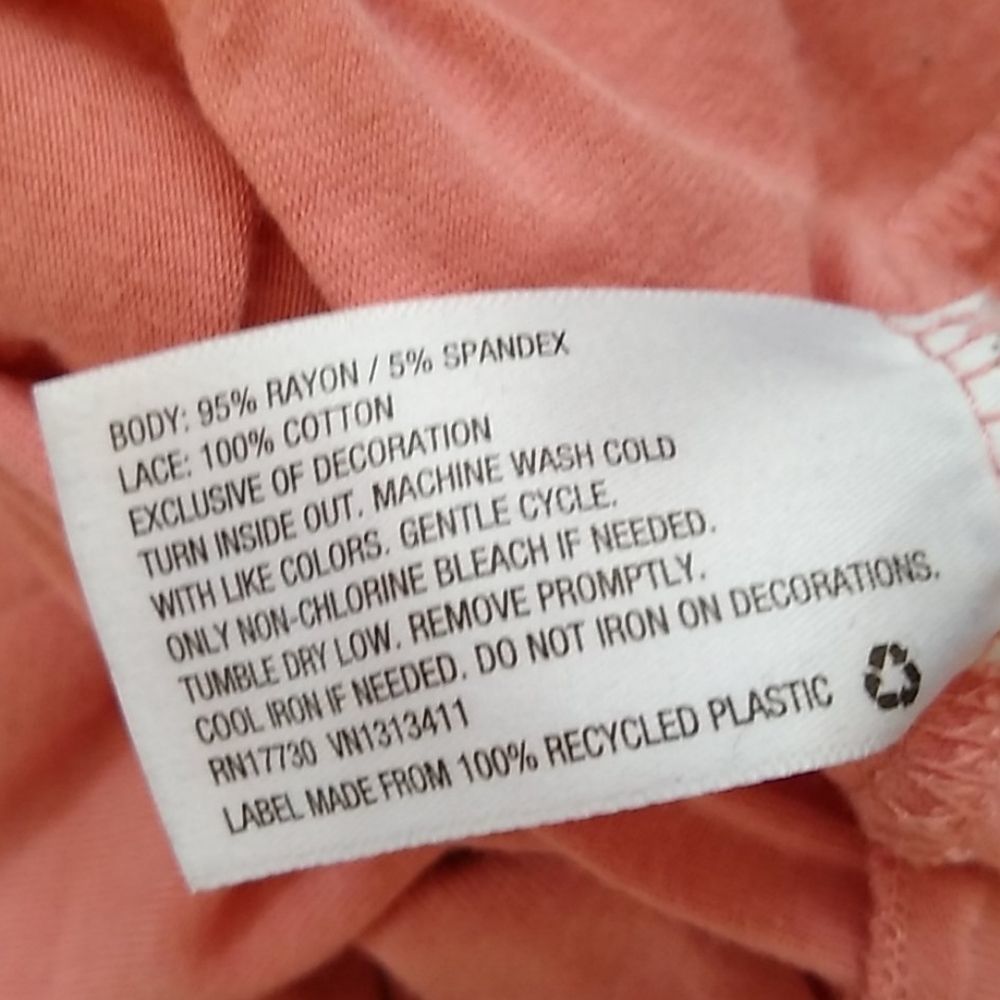 BODY: 95% RAYON / 5% SPANDEX
LACE: 100% COTTON
EXCLUSIVE OF DECORATION
TURN INSIDE OUT. MACHINE WASH COLD
WITH LIKE COLORS. GENTLE CYCLE.
ONLY NON-CHLORINE BLEACH IF NEEDED.
TUMBLE DRY LOW. REMOVE PROMPTLY.
COOL IRON IF NEEDED. DO NOT IRON ON DECORATIONS.
RN17730 VN1313411
LABEL MADE FROM 100% RECYCLED PLASTIC